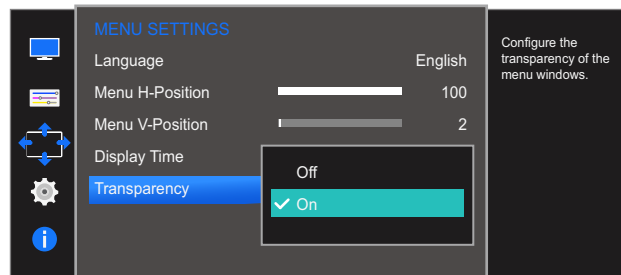 MENU SETTINGS
Language English
Menu H-Position 100
Menu V-Position 2
Display Time
Transparency
Off
On
Configure the
transparency of the
menu windows.